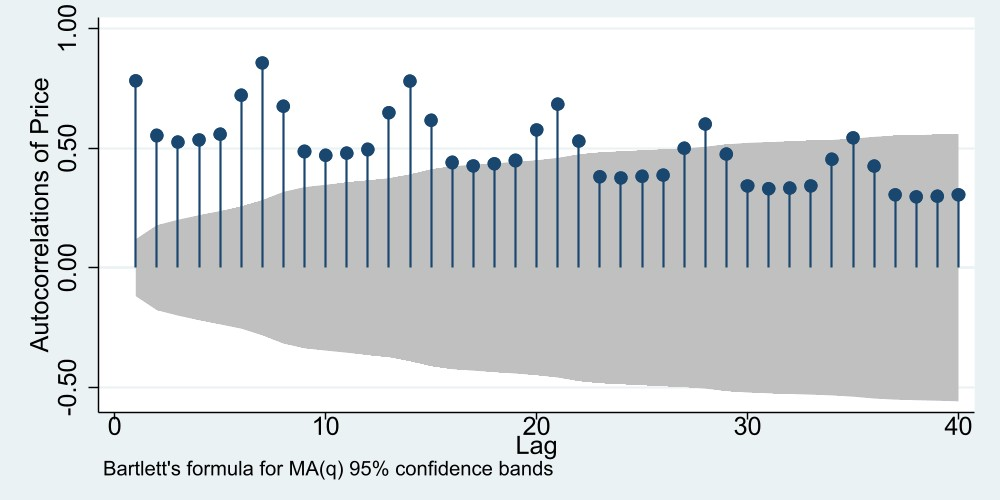 Autocorrelations of Price
1.00
0.50
0.00
-0.50
0 10 20 30 40
Lag
Bartlett's formula for MA(q) 95% confidence bands